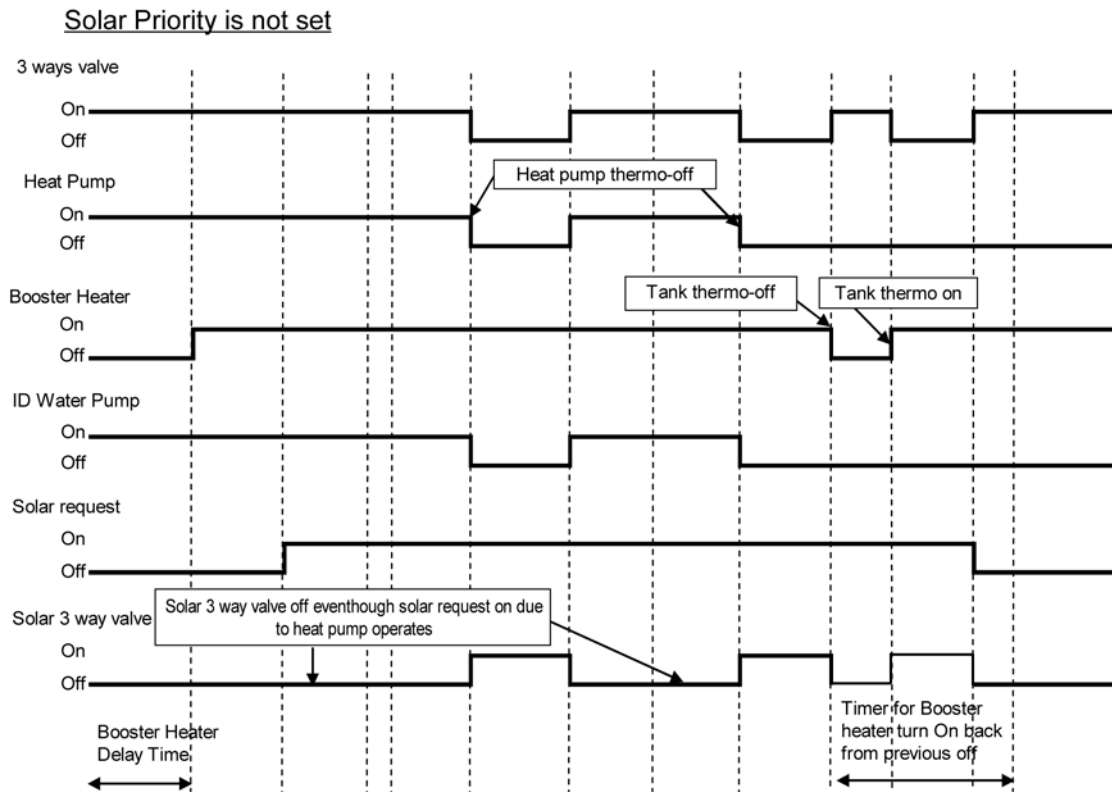 Solar Priority is not set
3 ways valve
On
Off
Heat Pump
Heat pump thermo-off
On
Off
Booster Heater
Tank thermo-off
Tank thermo on
On
Off
ID Water Pump
On
Off
Solar request
On
Off
Solar 3 way valve
Solar 3 way valve off eventhough solar request on due
to heat pump operates
On
Off
Booster Heater
Delay Time
Timer for Booster
heater turn On back
from previous off